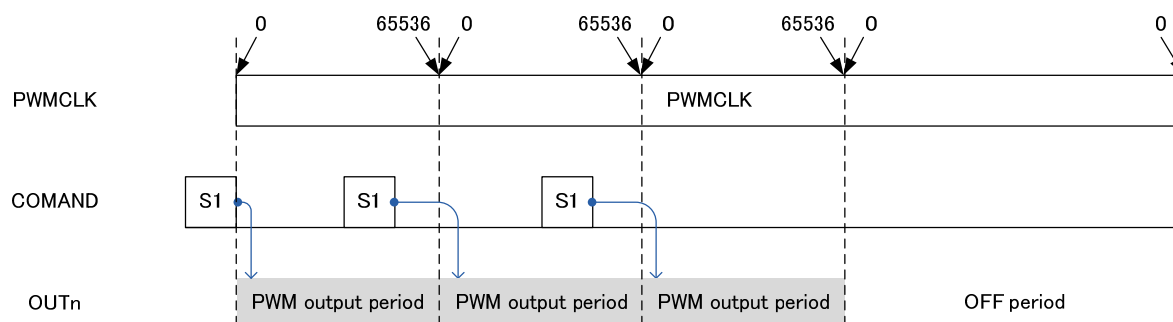 0 65536 0 65536 0 65536 0 0
PWMCLK PWMCLK
COMAND S1 S1 S1
OUTn PWM output period PWM output period PWM output period OFF period